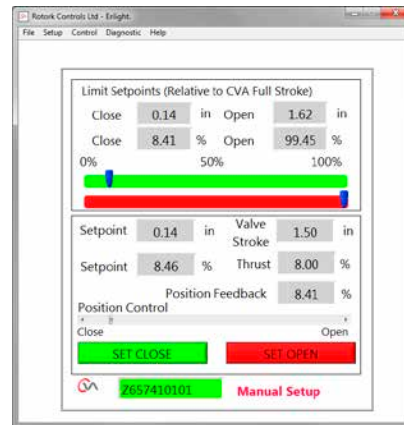 Rotork Controls Ltd - Enlight.
File Setup Control Diagnostic Help
Limit Setpoints (Relative to CVA Full Stroke)
Close 0.14 in Open 1.62 in
Close 8.41 % Open 99.45 %
0% 50% 100%
Setpoint 0.14 in Valve Stroke 1.50 in
Setpoint 8.46 % Thrust 8.00 %
Position Feedback 8.41 %
Position Control
Close Open
SET CLOSE SET OPEN
CVA Z657410101 Manual Setup